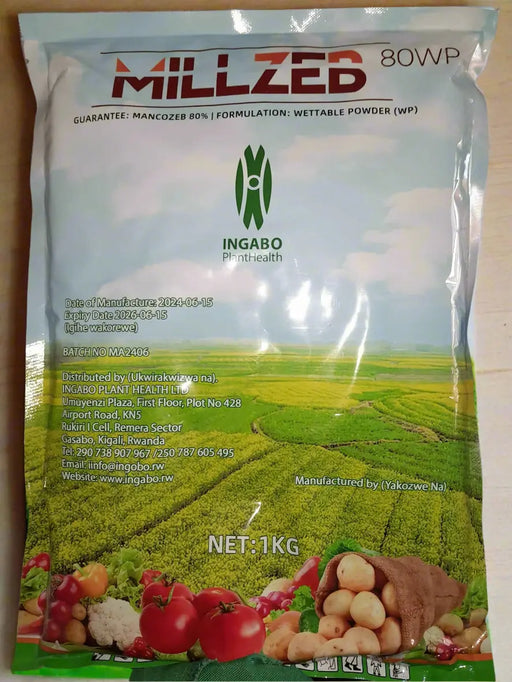 MILLZEB 80WP
GUARANTEE: MANCOZEB 80% | FORMULATION: WETTABLE POWDER (WP)
INGABO
PlantHealth
Date of Manufacture: 2024-06-15
Expiry Date 2026-06-15
(Igihe wakorewe)
BATCH NO MA2406
Distributed by (Ukwirakwizwa na).
INGABO PLANT HEALTH LTD
Umuyenzi Plaza, First Floor, Plot No 428
Airport Road, KN5
Rukiri I Cell, Remera Sector
Gasabo, Kigali, Rwanda
Tel: 290 738 907 967 /250 787 605 495
Email: iinfo@ingobo.rw
Website: www.ingabo.rw
Manufactured by (Yakozwe Na)
NET:1KG